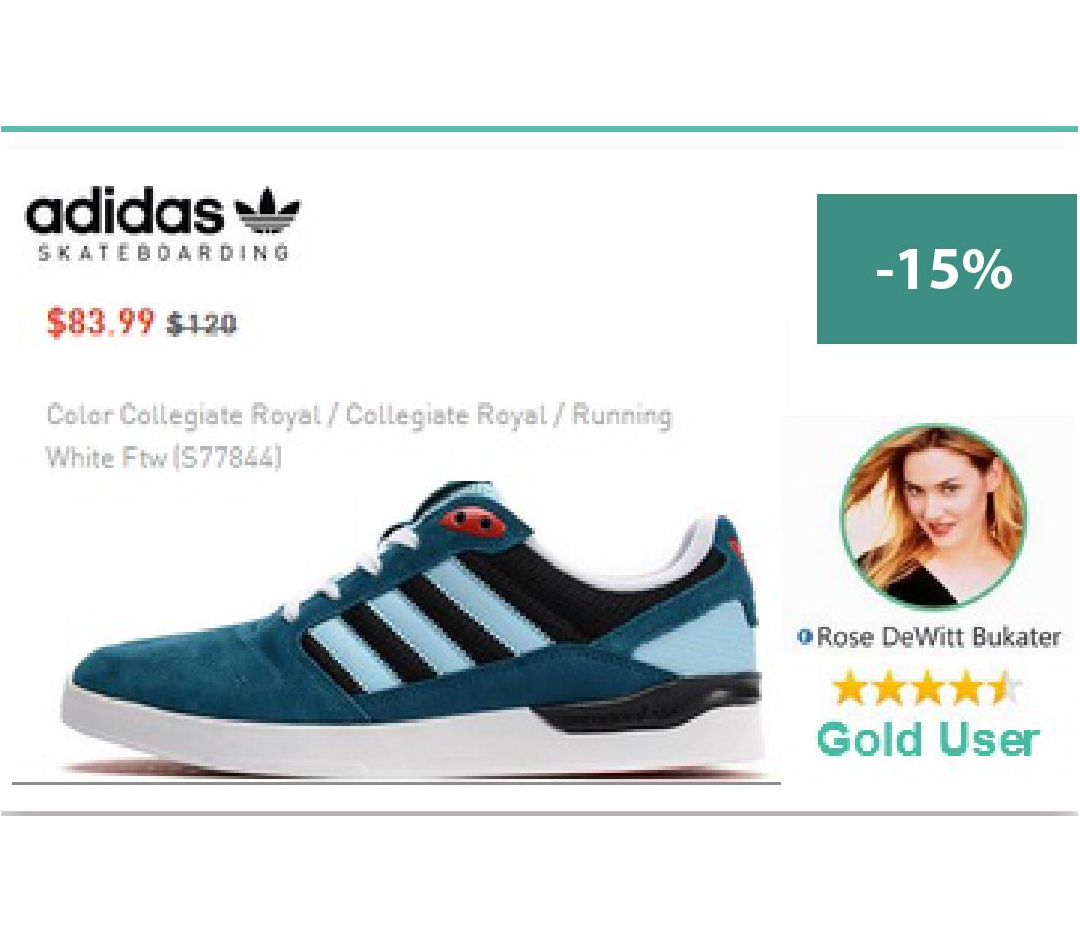 adidas
SKATEBOARDING
-15%
$83.99 $120
Color Collegiate Royal / Collegiate Royal / Running
White Ftw (S77844)
Rose DeWitt Bukater
Gold User